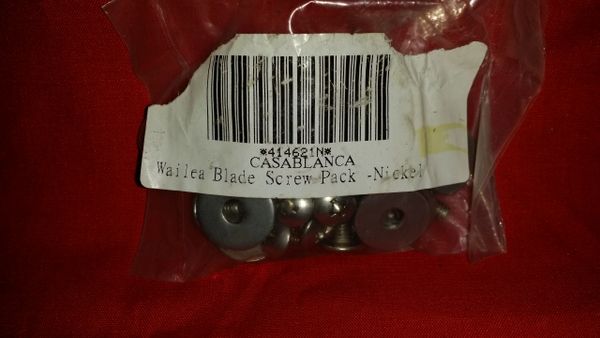 *414621N*
CASABLANCA
Wailea Blade Screw Pack -Nickel